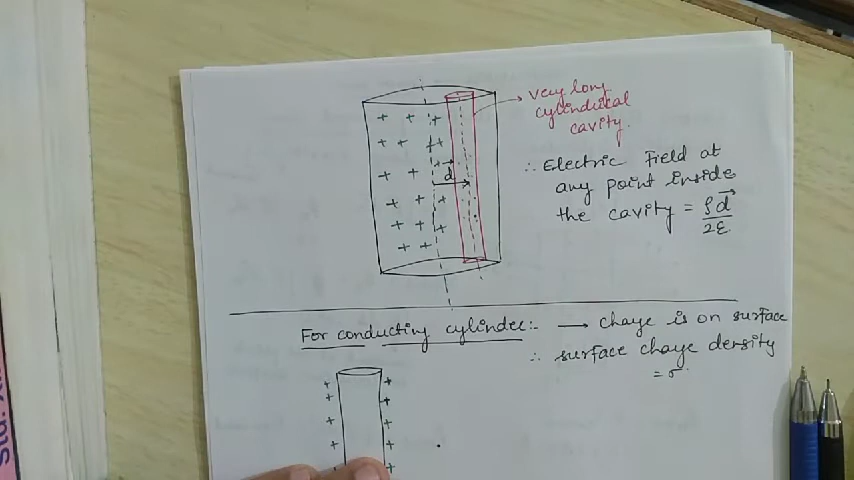 very long
cylindrical
cavity.
∴ Electric field at
any point inside
the cavity = ρd⃗/2ε
d⃗
For conducting cylinder:- → charge is on surface
∴ surface charge density
= σ.